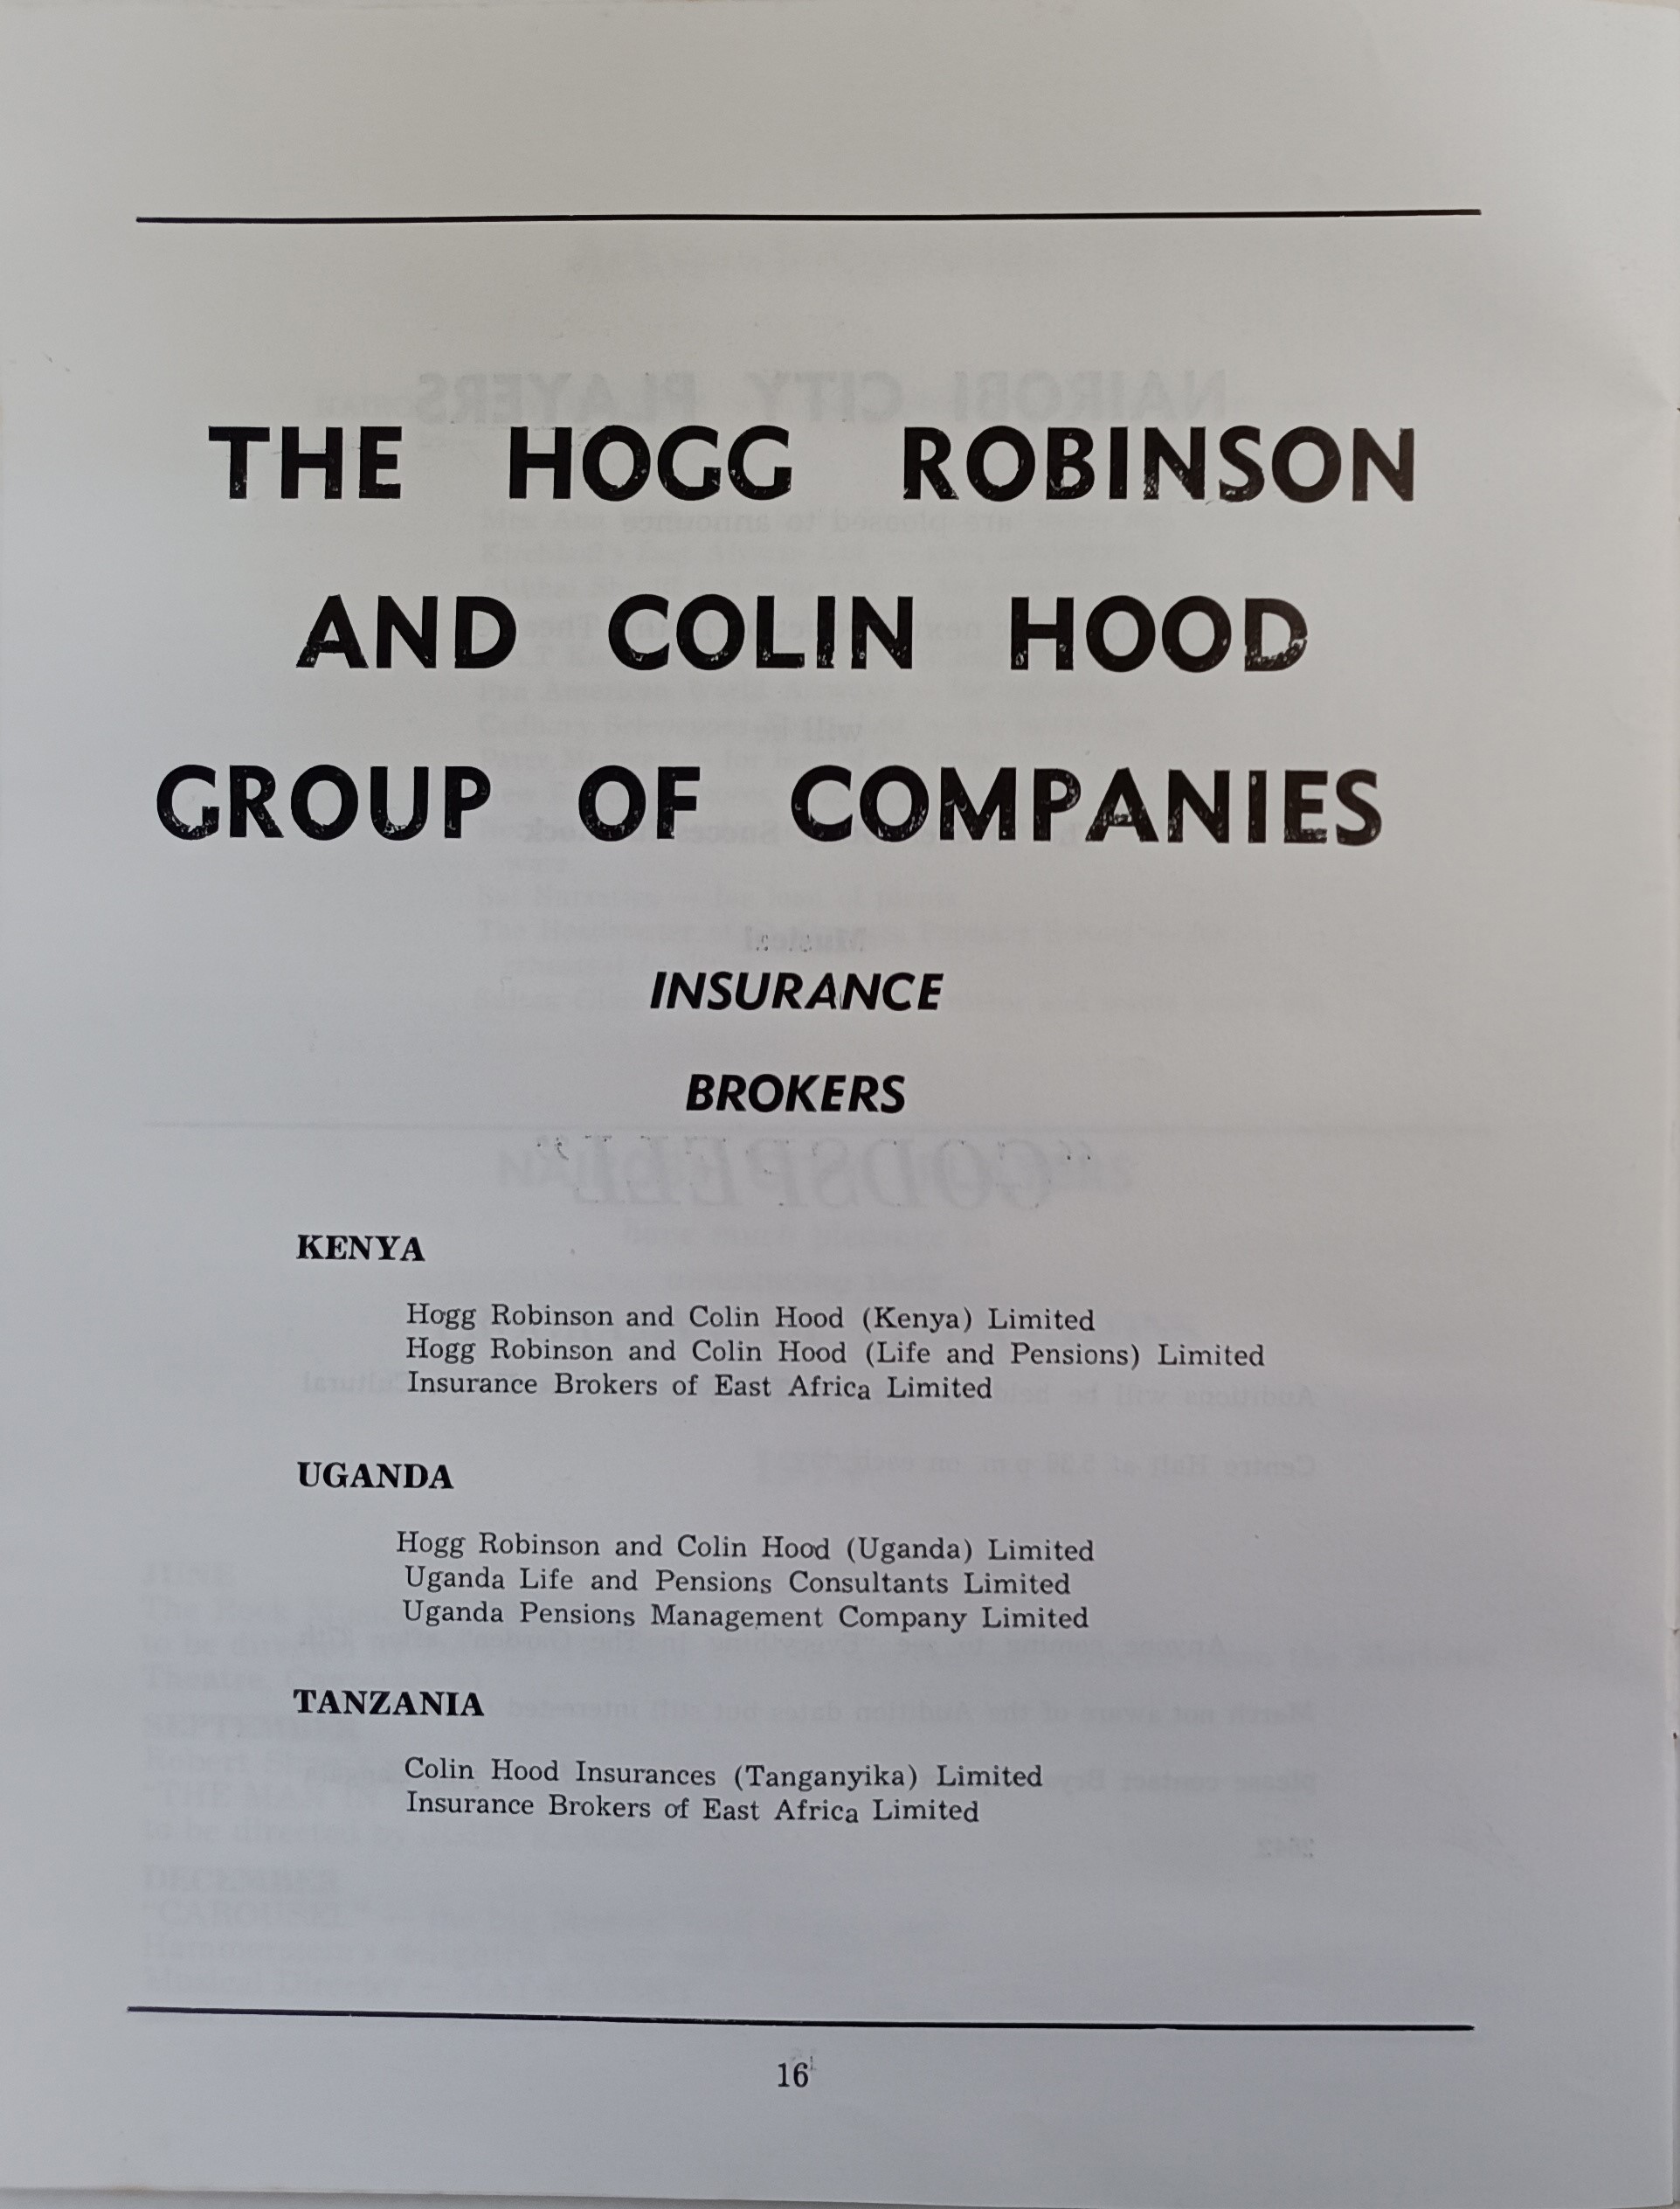 THE HOGG ROBINSON
AND COLIN HOOD
GROUP OF COMPANIES
INSURANCE
BROKERS
KENYA
Hogg Robinson and Colin Hood (Kenya) Limited
Hogg Robinson and Colin Hood (Life and Pensions) Limited
Insurance Brokers of East Africa Limited
UGANDA
Hogg Robinson and Colin Hood (Uganda) Limited
Uganda Life and Pensions Consultants Limited
Uganda Pensions Management Company Limited
TANZANIA
Colin Hood Insurances (Tanganyika) Limited
Insurance Brokers of East Africa Limited
16